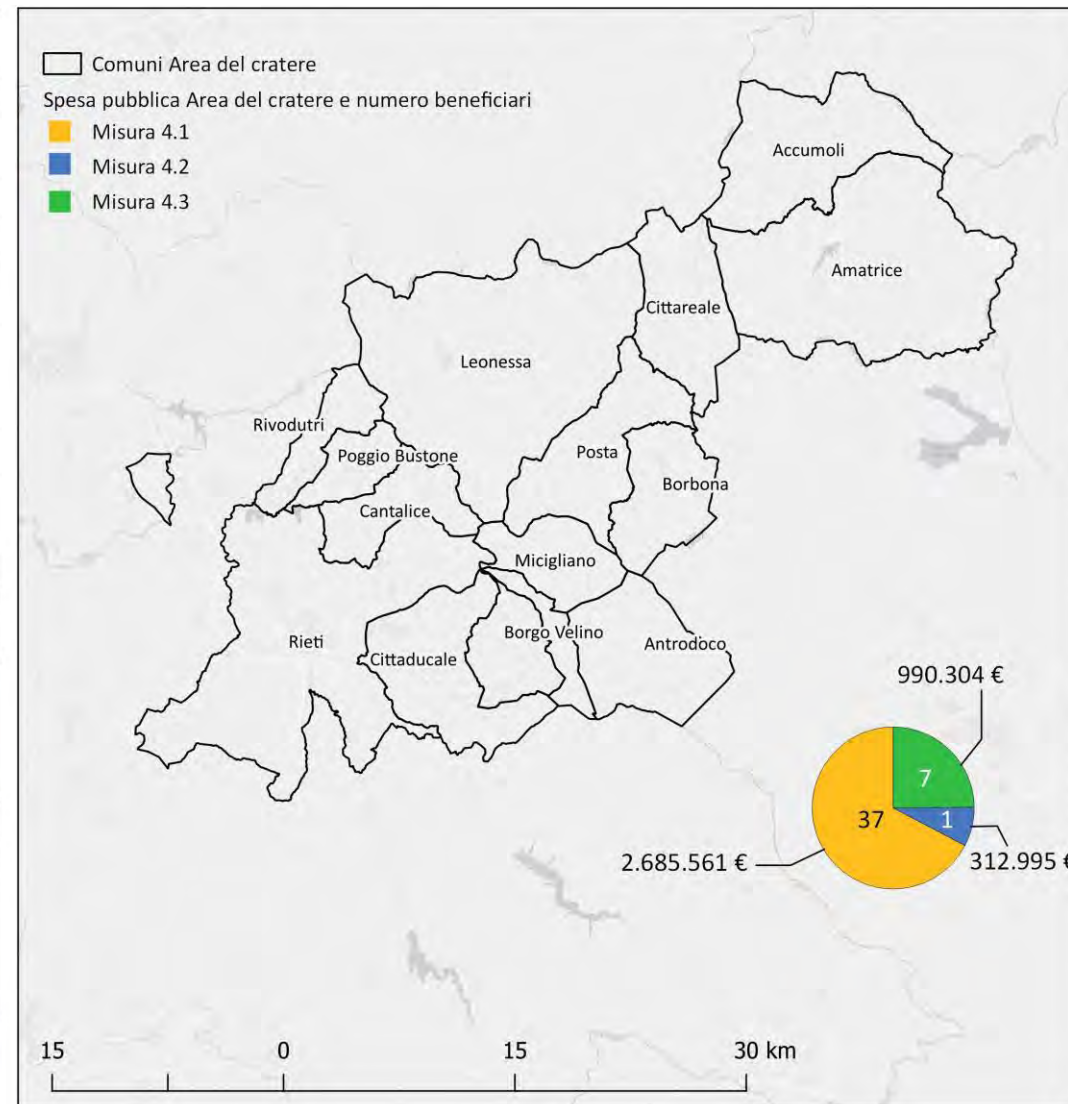 Comuni Area del cratere
Spesa pubblica Area del cratere e numero beneficiari
Misura 4.1
Misura 4.2
Misura 4.3
Accumoli
Amatrice
Cittareale
Leonessa
Rivodutri
Poggio Bustone
Posta
Borbona
Cantalice
Micigliano
Rieti
Cittaducale
Borgo Velino
Antrodoco
990.304 €
7
37
1
2.685.561 €
312.995 €
15 0 15 30 km